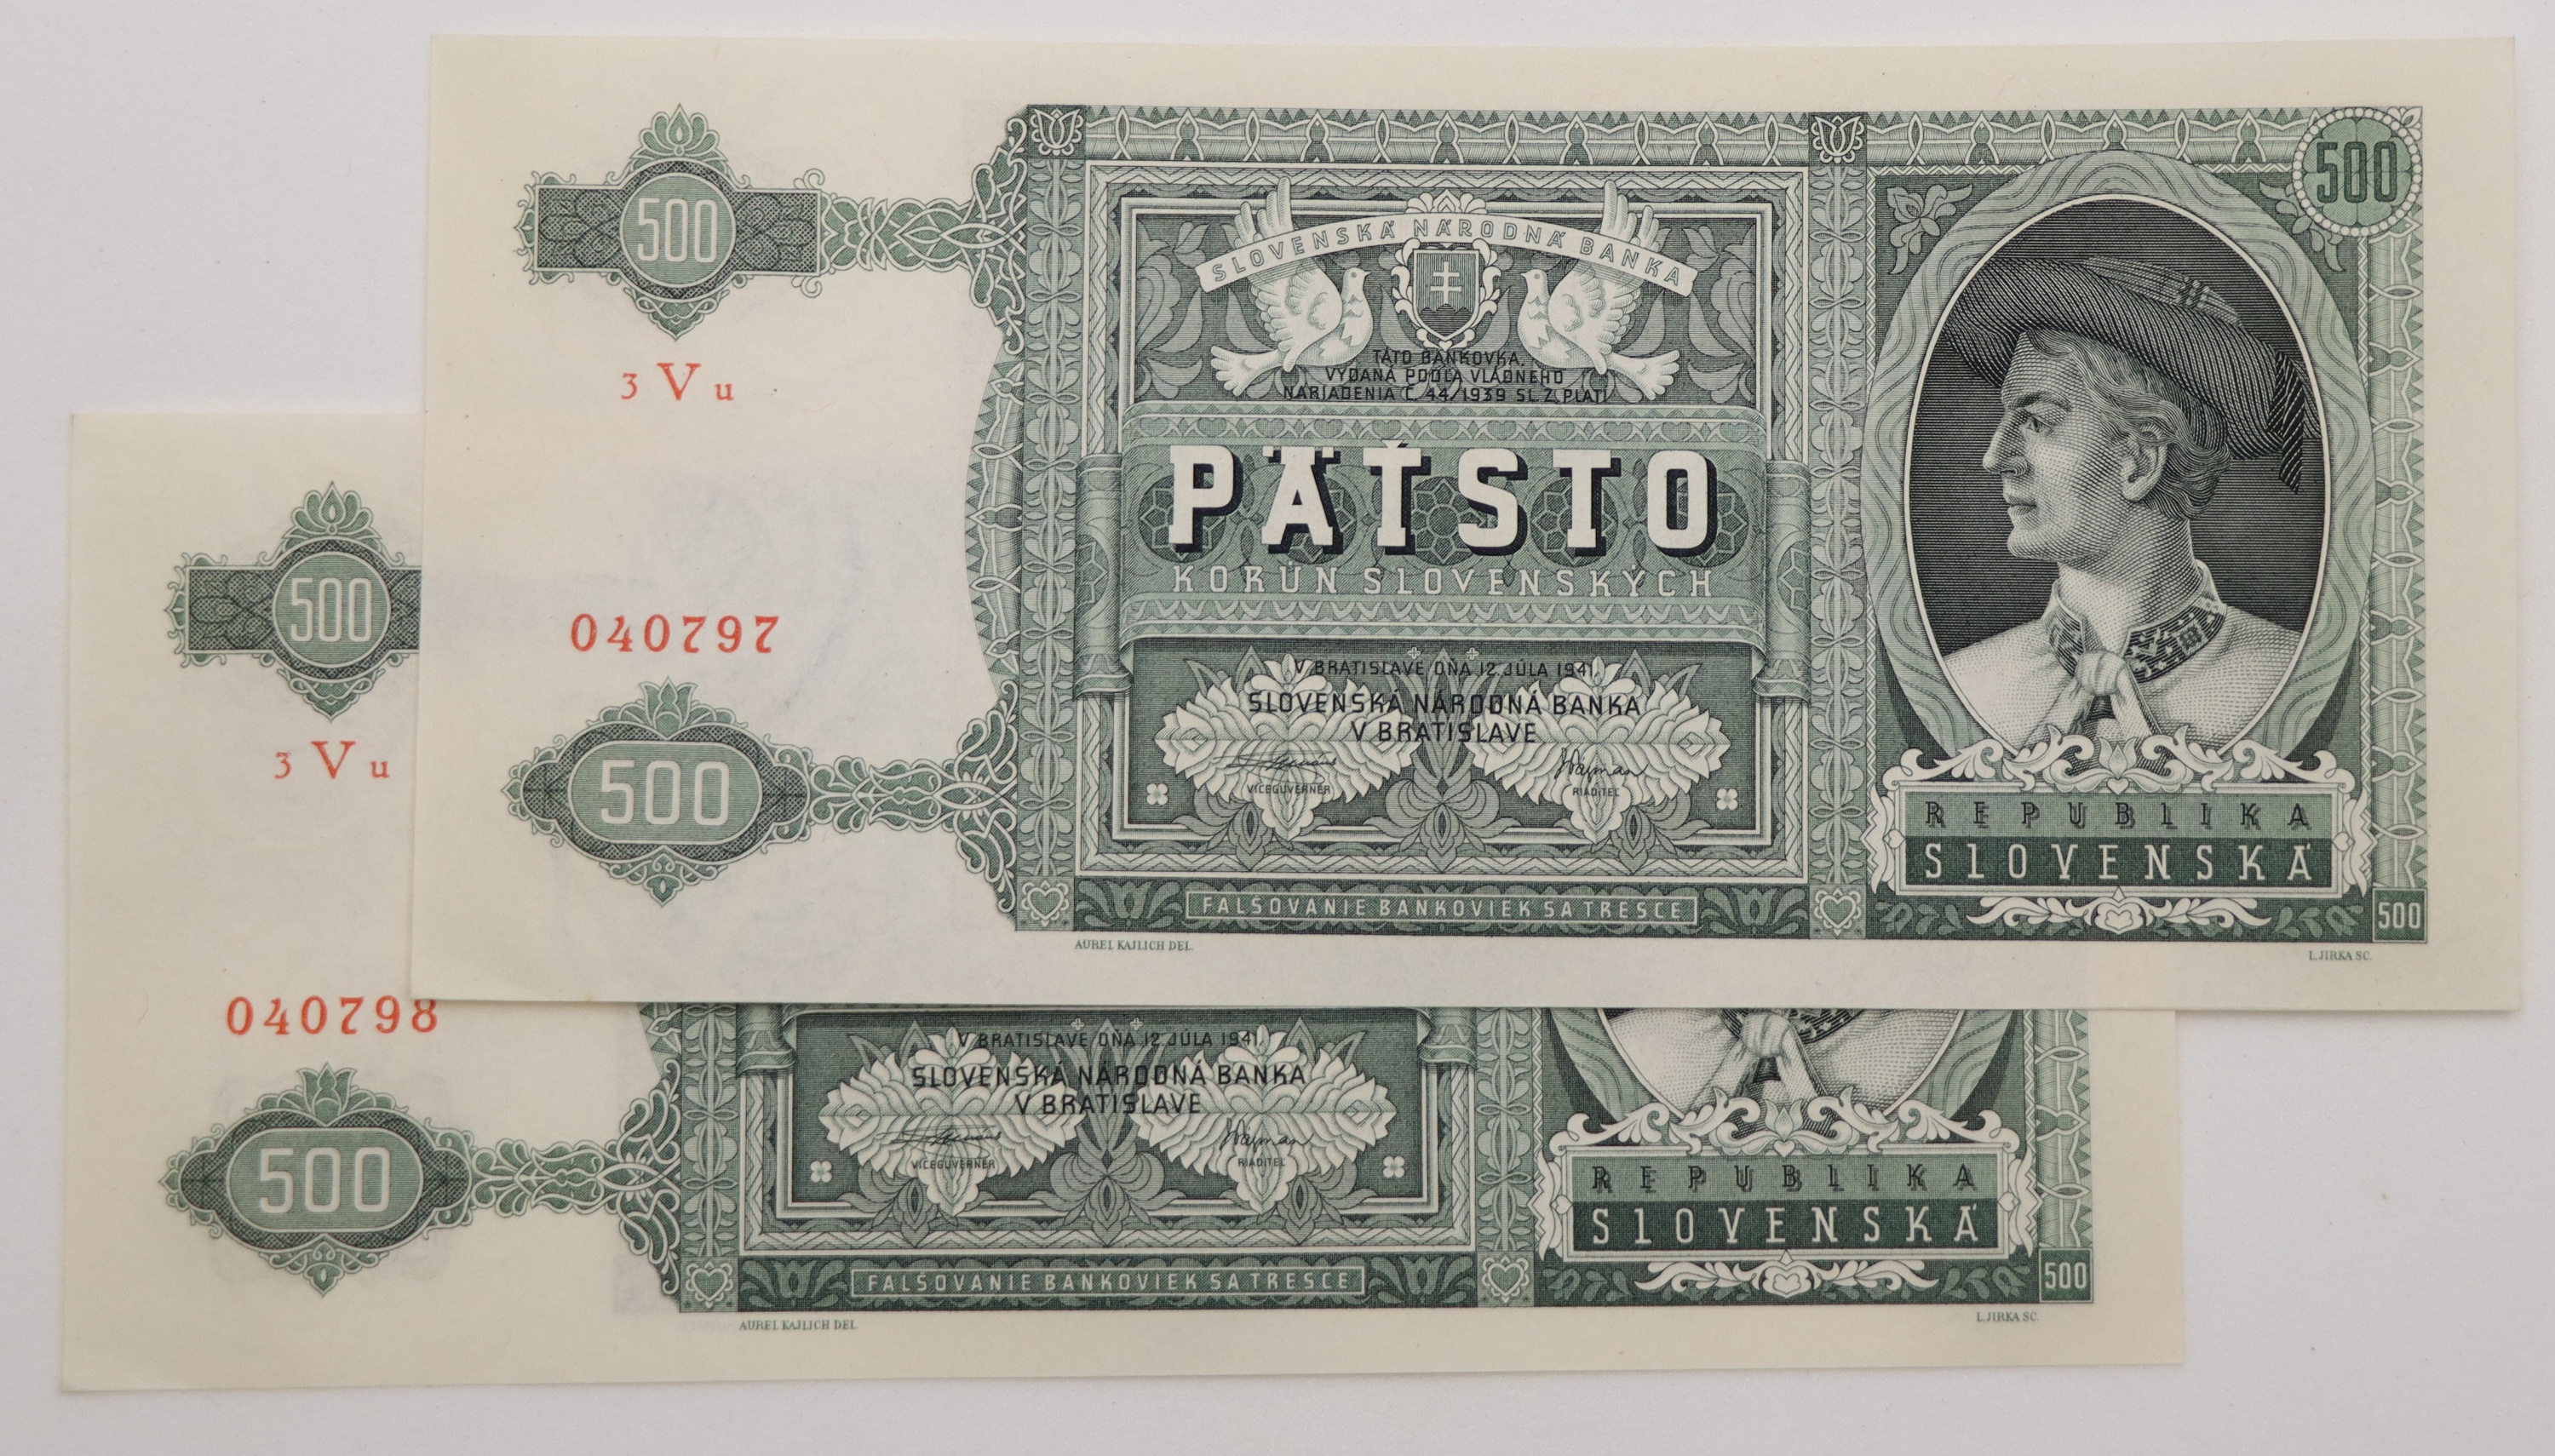 500
500
SLOVENSKÁ NÁRODNÁ BANKA
TÁTO BANKOVKA,
VYDANÁ PODĽA VLÁDNEHO
NARIADENIA Č. 44/1939 SL. Z. PLATÍ
3 V u
PÄŤSTO
KORÚN SLOVENSKÝCH
040797
V BRATISLAVE DŇA 12. JÚLA 1941.
SLOVENSKÁ NÁRODNÁ BANKA
V BRATISLAVE
VICEGUVERNÉR
RIADITEĽ
500
REPUBLIKA
SLOVENSKÁ
FALŠOVANIE BANKOVIEK SA TRESCE
500
AUREL KAJLICH DEL.
L. JIRKA SC.
500
3 V u
040798
V BRATISLAVE DŇA 12. JÚLA 1941.
SLOVENSKÁ NÁRODNÁ BANKA
V BRATISLAVE
VICEGUVERNÉR
RIADITEĽ
500
REPUBLIKA
SLOVENSKÁ
FALŠOVANIE BANKOVIEK SA TRESCE
500
AUREL KAJLICH DEL.
L. JIRKA SC.